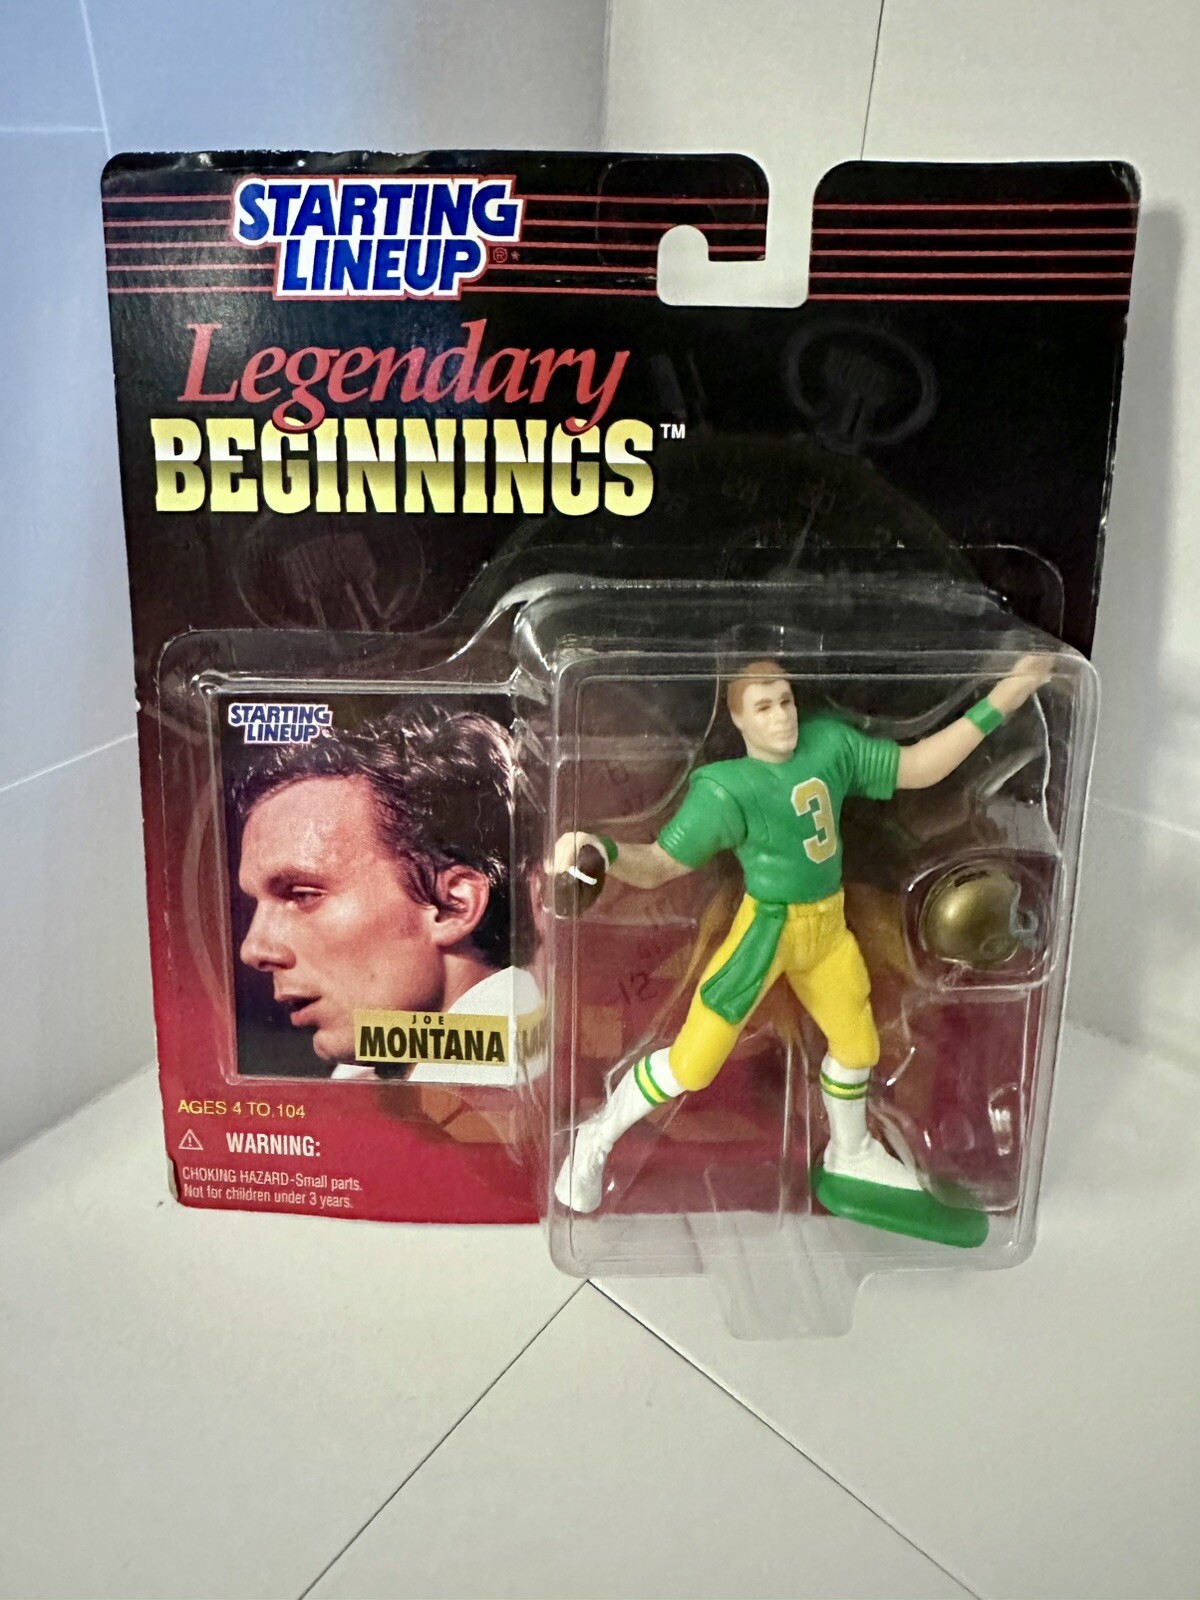 STARTING
LINEUP ® *
Legendary
BEGINNINGS™
STARTING
LINEUP
3
JOE
MONTANA
AGES 4 TO 104
WARNING:
CHOKING HAZARD-Small parts.
Not for children under 3 years.